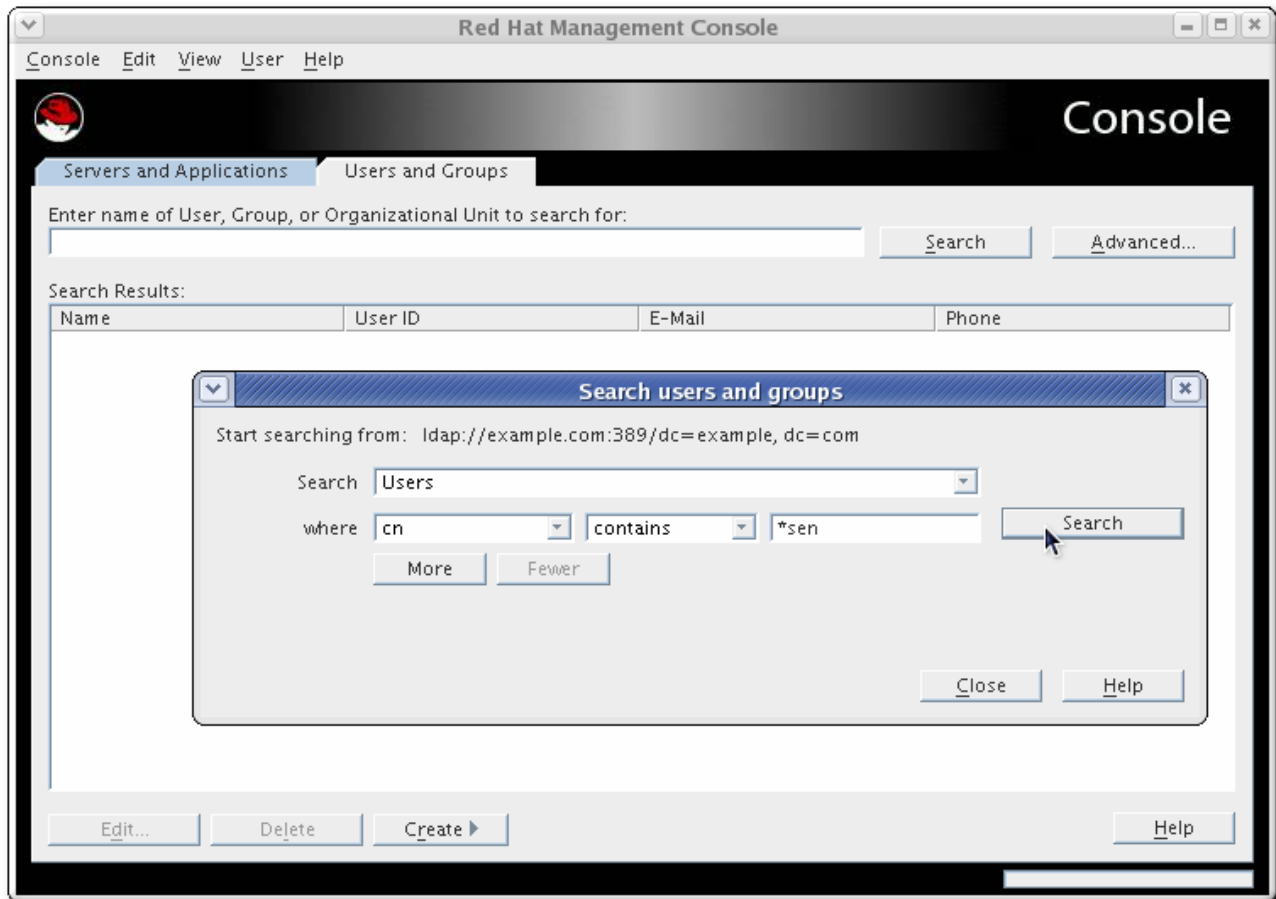 Red Hat Management Console
Console Edit View User Help
Console
Servers and Applications Users and Groups
Enter name of User, Group, or Organizational Unit to search for:
Search Advanced...
Search Results:
Name User ID E-Mail Phone
Search users and groups
Start searching from: ldap://example.com:389/dc=example, dc=com
Search Users
where cn contains *sen Search
More Fewer
Close Help
Edit... Delete Create Help